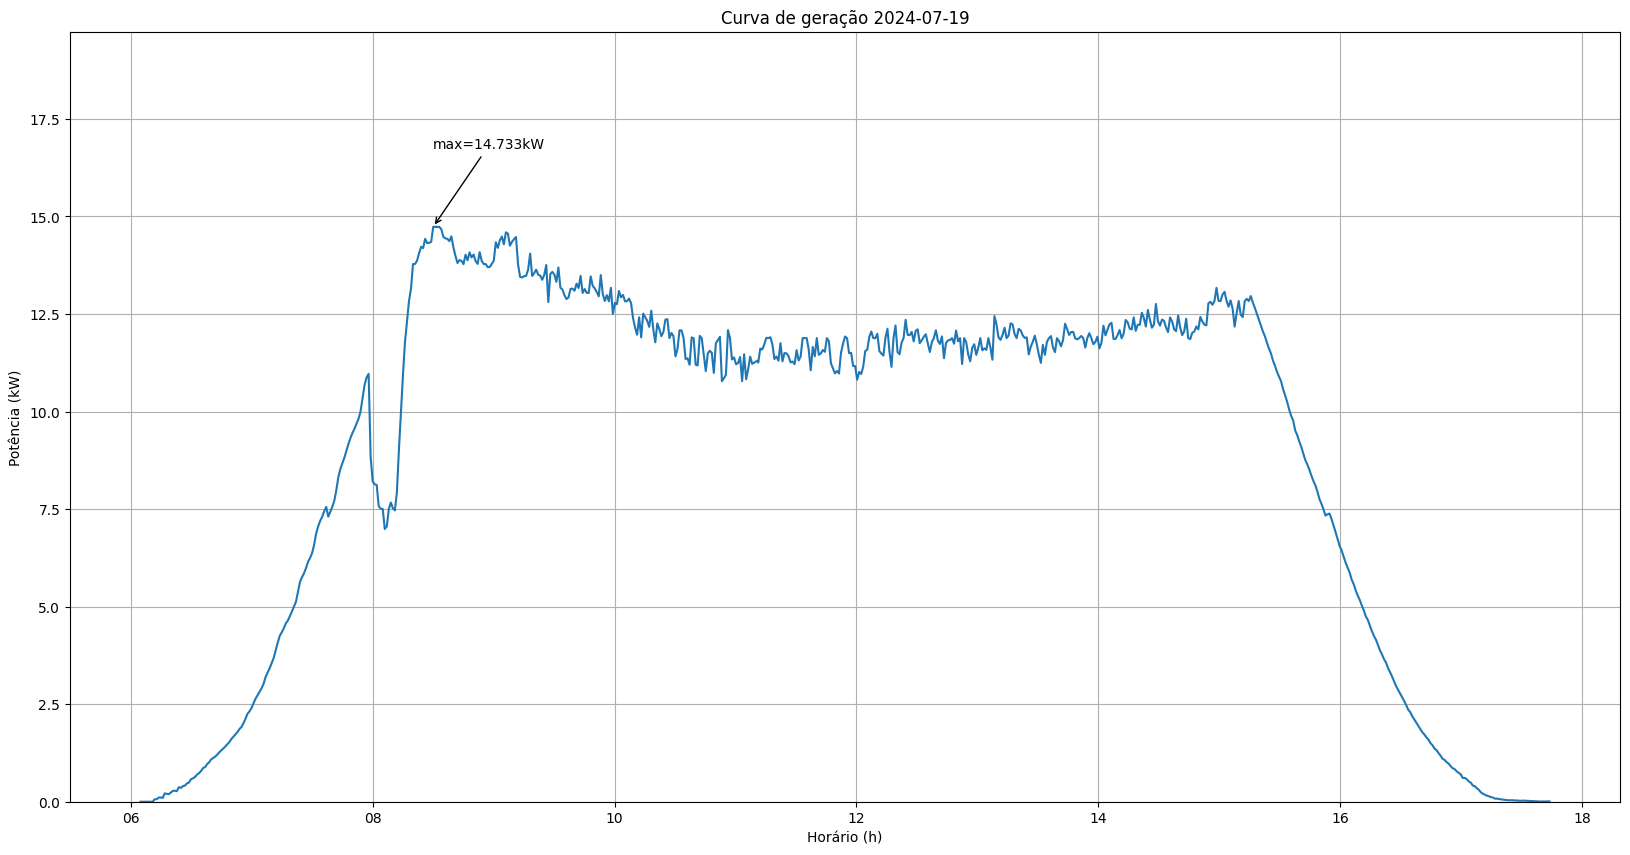 Curva de geração 2024-07-19
max=14.733kW
17.5
15.0
12.5
10.0
7.5
5.0
2.5
0.0
Potência (kW)
06 08 10 12 14 16 18
Horário (h)